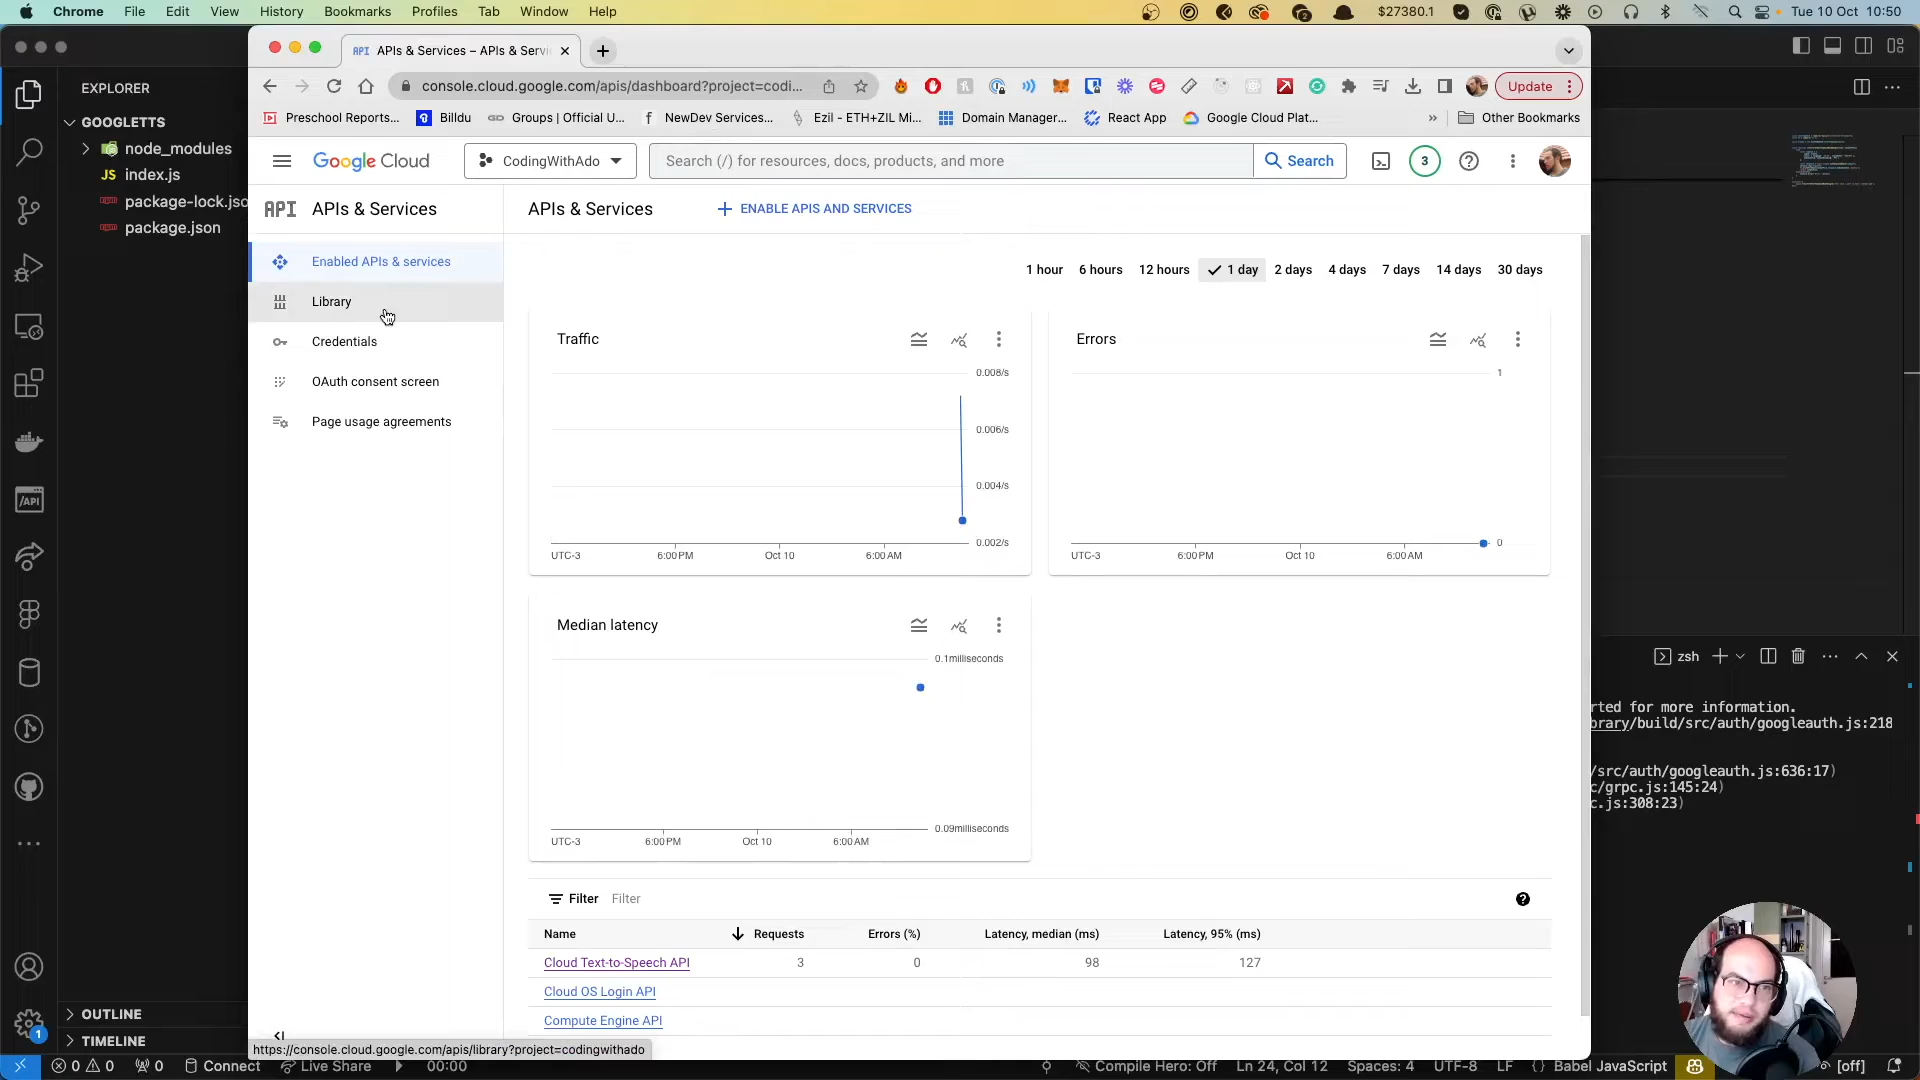 Chrome File Edit View History Bookmarks Profiles Tab Window Help
2 $27380.1 Tue 10 Oct 10:50
API APIs & Services – APIs & Servi
console.cloud.google.com/apis/dashboard?project=codi...
Update
Preschool Reports... Billdu Groups | Official U... NewDev Services... Ezil - ETH+ZIL Mi... Domain Manager... React App Google Cloud Plat... » Other Bookmarks
EXPLORER
GOOGLETTS
node_modules
JS index.js
package-lock.jso
package.json
OUTLINE
TIMELINE
Google Cloud CodingWithAdo Search (/) for resources, docs, products, and more Search 3
API APIs & Services
Enabled APIs & services
Library
Credentials
OAuth consent screen
Page usage agreements
APIs & Services ENABLE APIS AND SERVICES
1 hour 6 hours 12 hours 1 day 2 days 4 days 7 days 14 days 30 days
Traffic
0.008/s
0.006/s
0.004/s
0.002/s
UTC-3 6:00 PM Oct 10 6:00 AM
Errors
1
0
UTC-3 6:00 PM Oct 10 6:00 AM
Median latency
0.1milliseconds
0.09milliseconds
UTC-3 6:00 PM Oct 10 6:00 AM
Filter Filter
Name Requests Errors (%) Latency, median (ms) Latency, 95% (ms)
Cloud Text-to-Speech API 3 0 98 127
Cloud OS Login API
Compute Engine API
https://console.cloud.google.com/apis/library?project=codingwithado
zsh
rted for more information.
brary/build/src/auth/googleauth.js:218
/src/auth/googleauth.js:636:17)
c/grpc.js:145:24)
c.js:308:23)
API
1
0 0 0 Connect Live Share 00:00 Compile Hero: Off Ln 24, Col 12 Spaces: 4 UTF-8 LF {} Babel JavaScript [off]